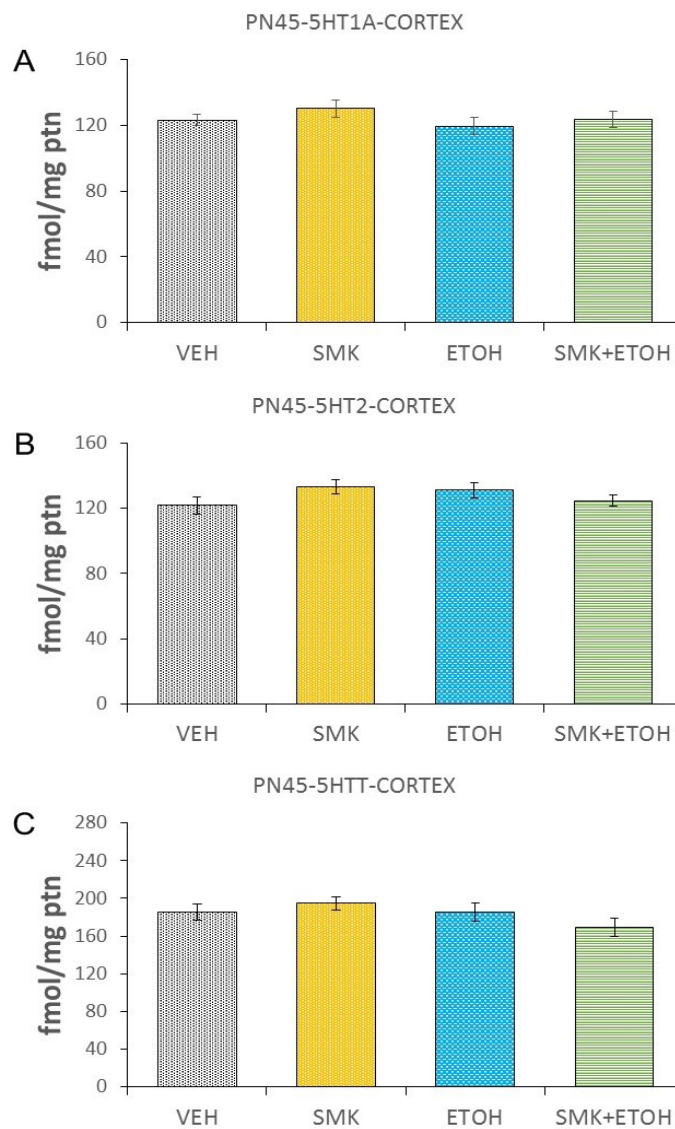 PN45-5HT1A-CORTEX
A
fmol/mg ptn
160
120
80
40
0
VEH SMK ETOH SMK+ETOH
PN45-5HT2-CORTEX
B
fmol/mg ptn
160
120
80
40
0
VEH SMK ETOH SMK+ETOH
PN45-5HTT-CORTEX
C
fmol/mg ptn
280
240
200
160
120
80
40
0
VEH SMK ETOH SMK+ETOH